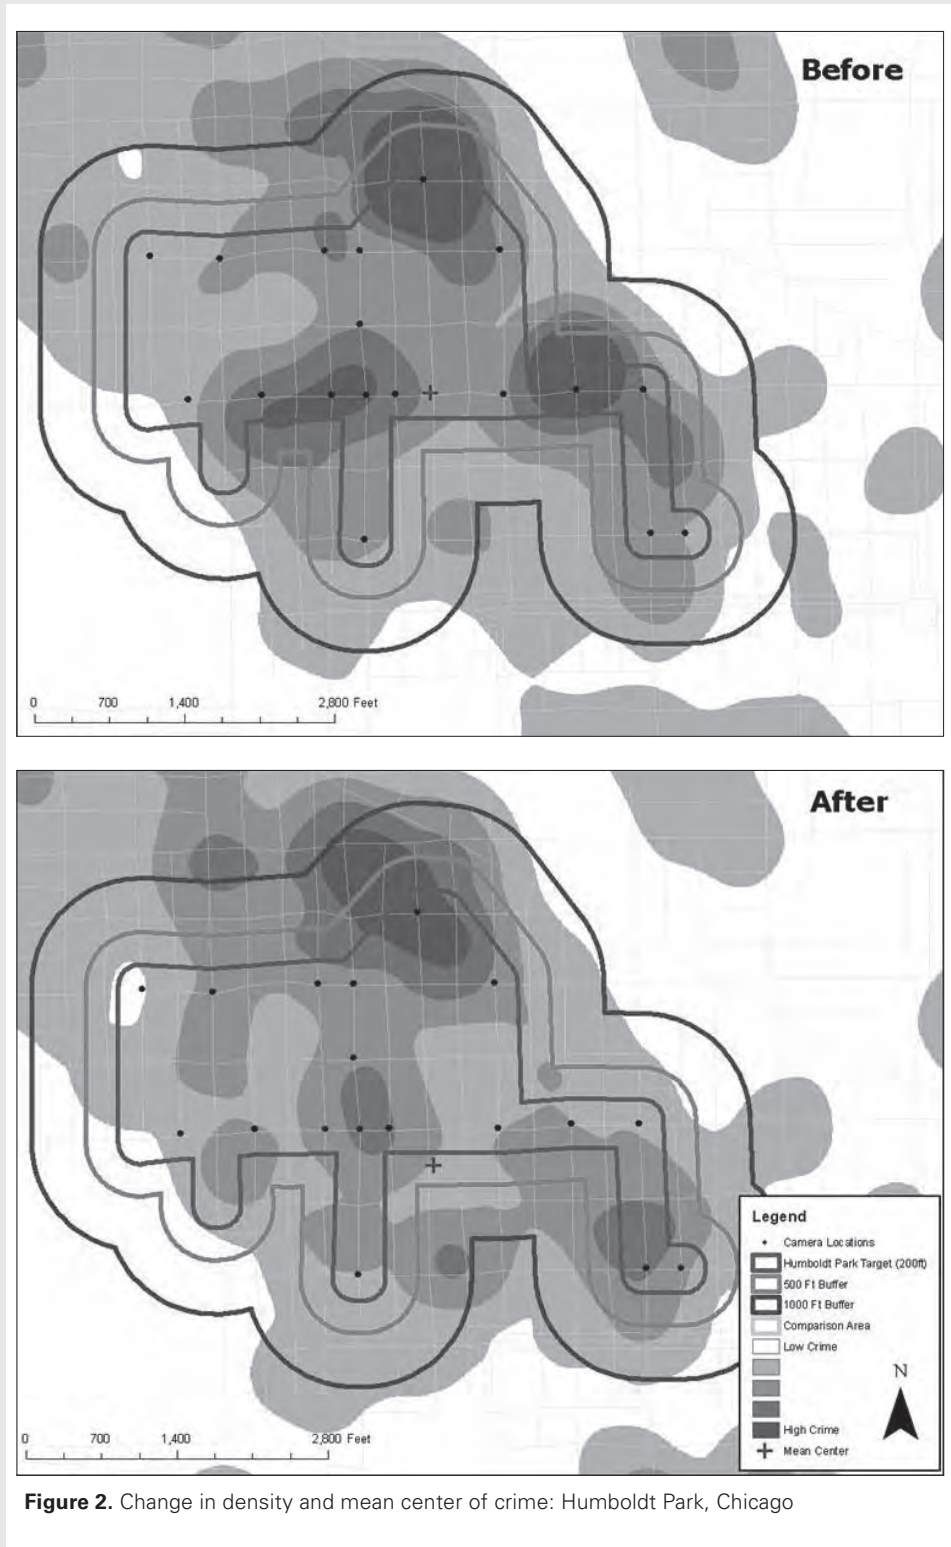 Before
0 700 1,400 2,800 Feet
After
Legend
Camera Locations
Humboldt Park Target (200ft)
500 Ft Buffer
1000 Ft Buffer
Comparison Area
Low Crime
High Crime
Mean Center
N
0 700 1,400 2,800 Feet
Figure 2. Change in density and mean center of crime: Humboldt Park, Chicago